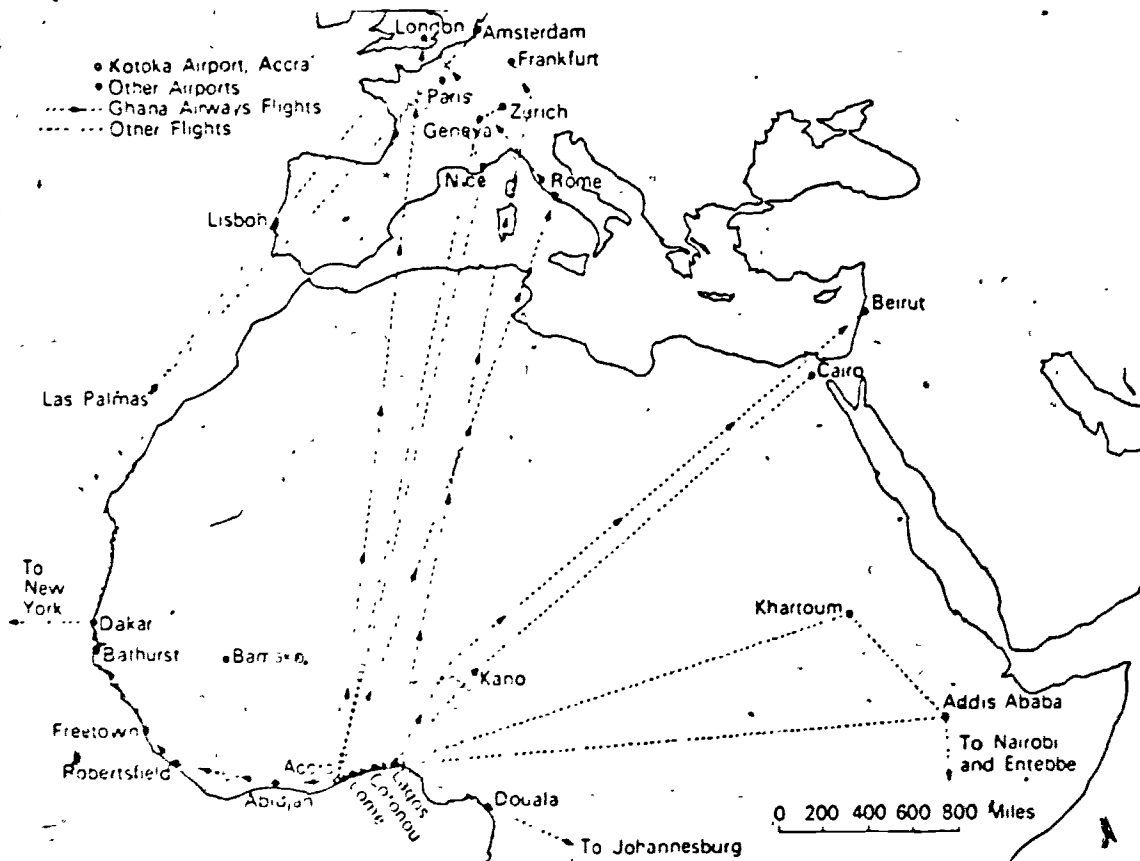 London
Amsterdam
Frankfurt
Kotoka Airport, Accra
Other Airports
Ghana Airways Flights
Other Flights
Paris
Zurich
Geneva
Nice
Rome
Lisbon
Beirut
Cairo
Las Palmas
To
New
York
Dakar
Bathurst
Kano
Khartoum
Addis Ababa
To Nairobi
and Entebbe
Freetown
Robertsfield
Abidjan
Lome
Cotonou
Lagos
Douala
To Johannesburg
0 200 400 600 800 Miles